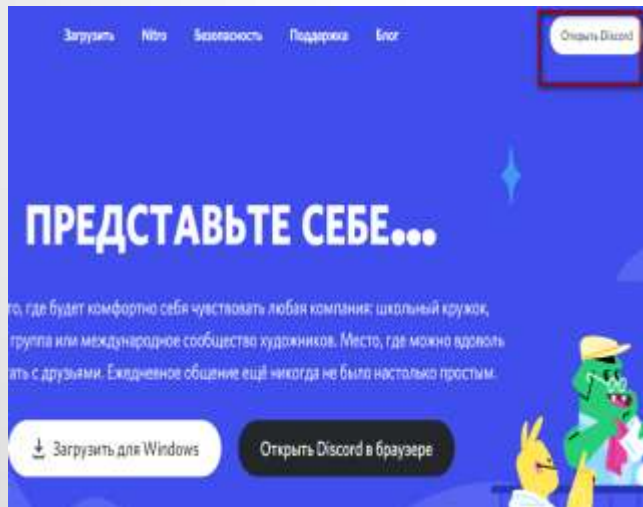 Загрузить Nitro Безопасность Поддержка Блог
Открыть Discord
ПРЕДСТАВЬТЕ СЕБЕ...
где будет комфортно себя чувствовать любая компания: школьный кружок,
группа или международное сообщество художников. Место, где можно вдоволь
с друзьями. Ежедневное общение ещё никогда не было настолько простым.
Загрузить для Windows
Открыть Discord в браузере